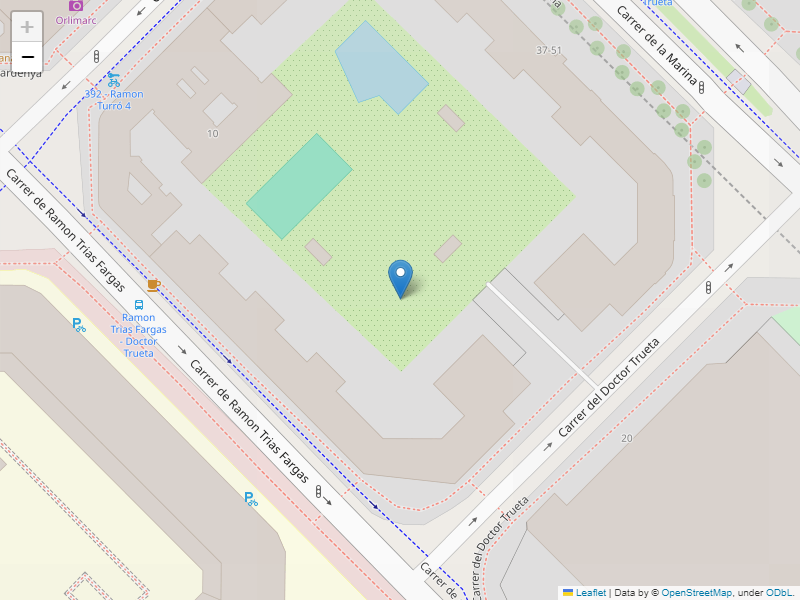 +
−
Orlimarc
ardenya
392 - Ramon
Turró 4
10
37-51
Trueta
Carrer de la Marina
Carrer de Ramon Trias Fargas
Ramon
Trias Fargas
- Doctor
Trueta
Carrer de Ramon Trias Fargas
Carrer del Doctor Trueta
20
Carrer del Doctor Trueta
Carrer de
Leaflet | Data by © OpenStreetMap, under ODbL.